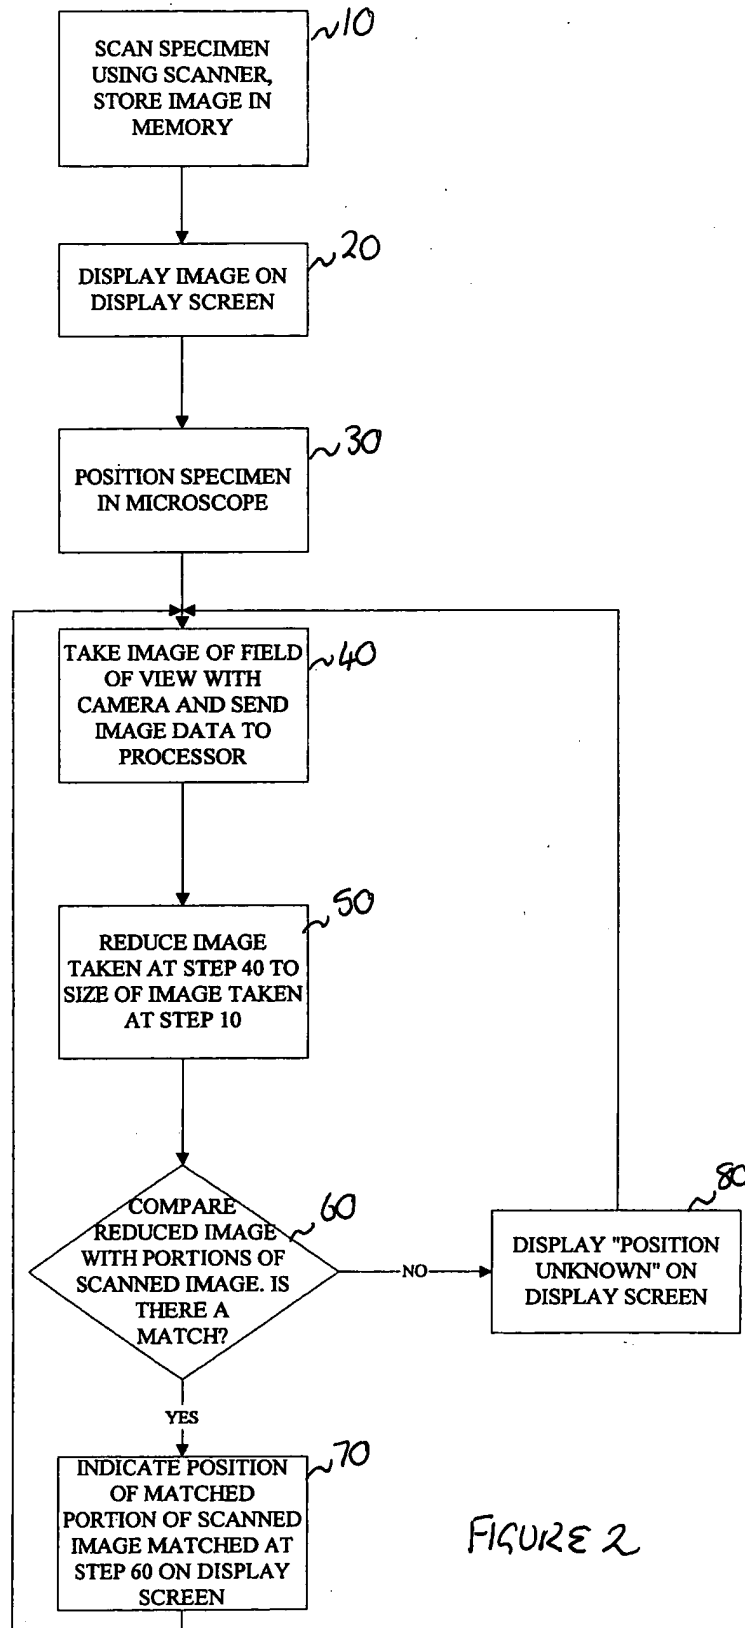 10
SCAN SPECIMEN
USING SCANNER,
STORE IMAGE IN
MEMORY
20
DISPLAY IMAGE ON
DISPLAY SCREEN
30
POSITION SPECIMEN
IN MICROSCOPE
40
TAKE IMAGE OF FIELD
OF VIEW WITH
CAMERA AND SEND
IMAGE DATA TO
PROCESSOR
50
REDUCE IMAGE
TAKEN AT STEP 40 TO
SIZE OF IMAGE TAKEN
AT STEP 10
60
COMPARE
REDUCED IMAGE
WITH PORTIONS OF
SCANNED IMAGE. IS
THERE A
MATCH?
NO
80
DISPLAY "POSITION
UNKNOWN" ON
DISPLAY SCREEN
YES
70
INDICATE POSITION
OF MATCHED
PORTION OF SCANNED
IMAGE MATCHED AT
STEP 60 ON DISPLAY
SCREEN
FIGURE 2